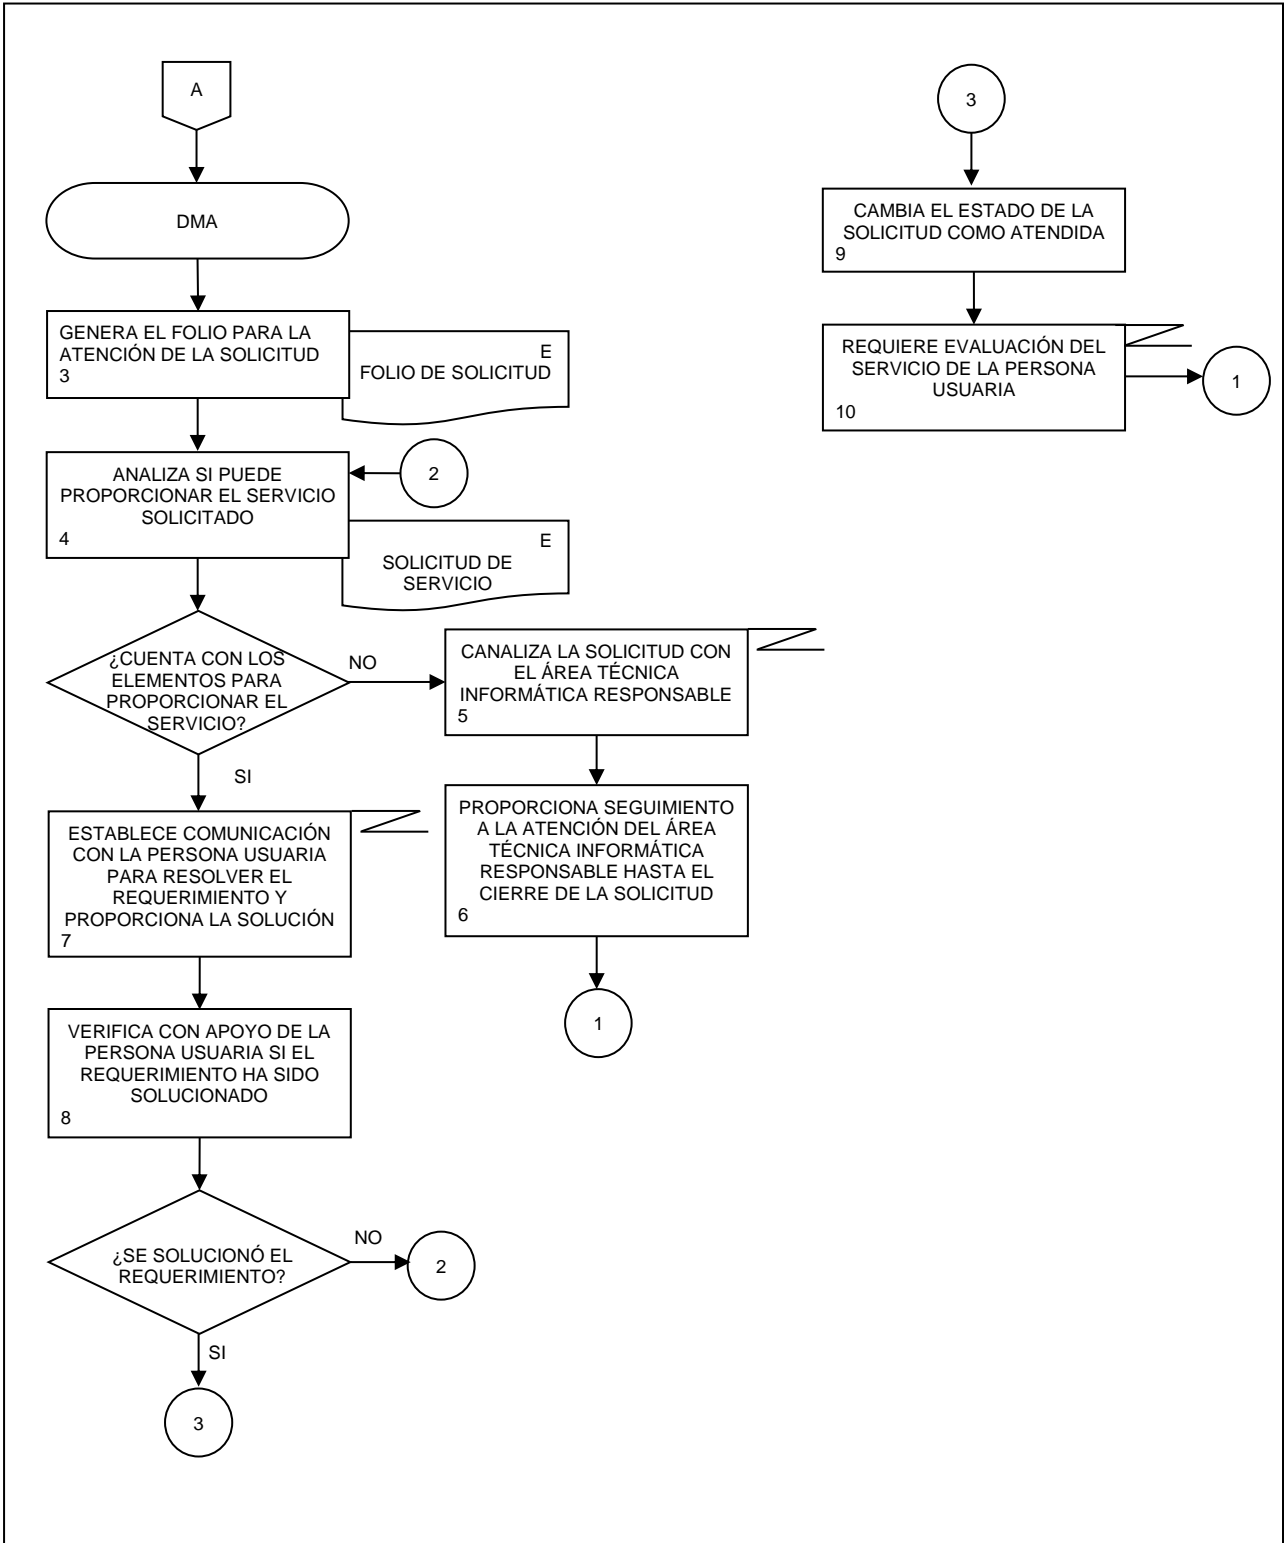 A
DMA
GENERA EL FOLIO PARA LA
ATENCIÓN DE LA SOLICITUD
3
E
FOLIO DE SOLICITUD
ANALIZA SI PUEDE
PROPORCIONAR EL SERVICIO
SOLICITADO
4
2
E
SOLICITUD DE
SERVICIO
¿CUENTA CON LOS
ELEMENTOS PARA
PROPORCIONAR EL
SERVICIO?
NO
CANALIZA LA SOLICITUD CON
EL ÁREA TÉCNICA
INFORMÁTICA RESPONSABLE
5
PROPORCIONA SEGUIMIENTO
A LA ATENCIÓN DEL ÁREA
TÉCNICA INFORMÁTICA
RESPONSABLE HASTA EL
CIERRE DE LA SOLICITUD
6
1
SI
ESTABLECE COMUNICACIÓN
CON LA PERSONA USUARIA
PARA RESOLVER EL
REQUERIMIENTO Y
PROPORCIONA LA SOLUCIÓN
7
VERIFICA CON APOYO DE LA
PERSONA USUARIA SI EL
REQUERIMIENTO HA SIDO
SOLUCIONADO
8
¿SE SOLUCIONÓ EL
REQUERIMIENTO?
NO
2
SI
3
3
CAMBIA EL ESTADO DE LA
SOLICITUD COMO ATENDIDA
9
REQUIERE EVALUACIÓN DEL
SERVICIO DE LA PERSONA
USUARIA
10
1